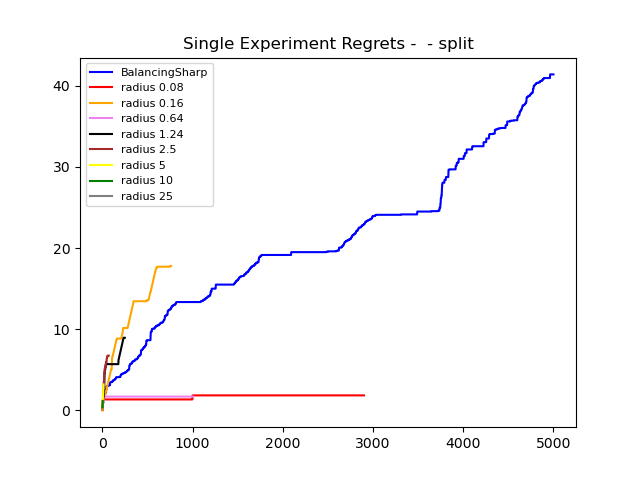 Single Experiment Regrets -  - split
BalancingSharp
radius 0.08
radius 0.16
radius 0.64
radius 1.24
radius 2.5
radius 5
radius 10
radius 25
40
30
20
10
0
0 1000 2000 3000 4000 5000